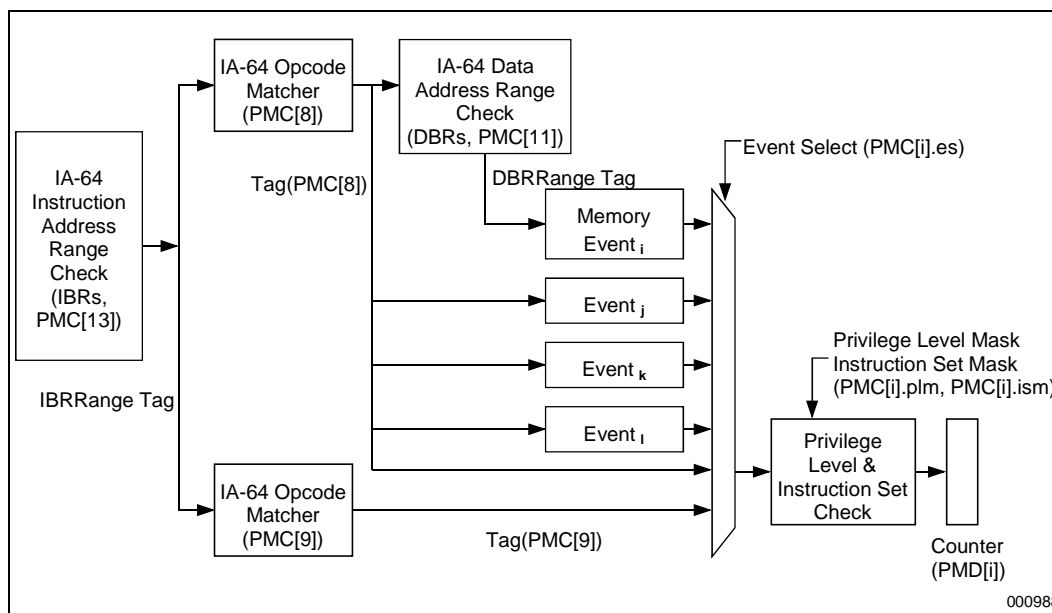 IA-64 Opcode
Matcher
(PMC[8])
IA-64 Data
Address Range
Check
(DBRs, PMC[11])
Event Select (PMC[i].es)
IA-64
Instruction
Address
Range
Check
(IBRs,
PMC[13])
Tag(PMC[8])
DBRRange Tag
Memory
Event i
Event j
Event k
Event l
Privilege Level Mask
Instruction Set Mask
(PMC[i].plm, PMC[i].ism)
IBRRange Tag
Privilege
Level &
Instruction Set
Check
IA-64 Opcode
Matcher
(PMC[9])
Tag(PMC[9])
Counter
(PMD[i])